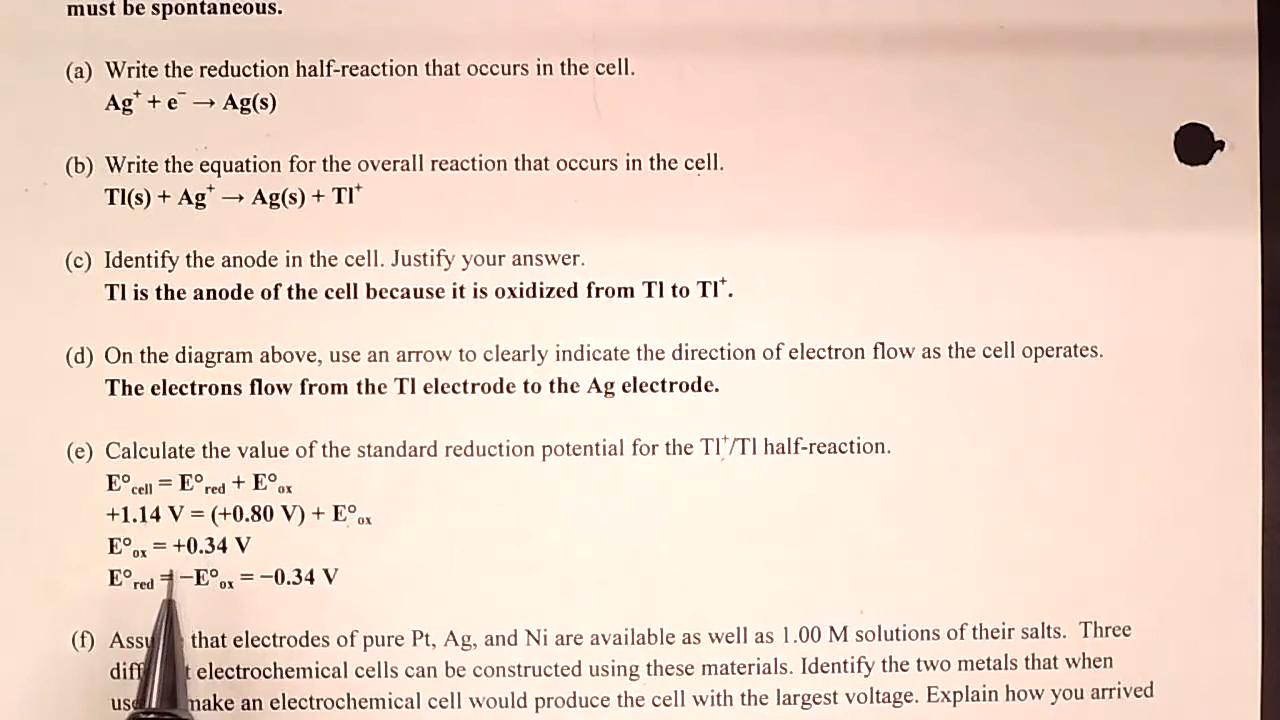 must be spontaneous.
(a) Write the reduction half-reaction that occurs in the cell.
Ag⁺ + e⁻ → Ag(s)
(b) Write the equation for the overall reaction that occurs in the cell.
Tl(s) + Ag⁺ → Ag(s) + Tl⁺
(c) Identify the anode in the cell. Justify your answer.
Tl is the anode of the cell because it is oxidized from Tl to Tl⁺.
(d) On the diagram above, use an arrow to clearly indicate the direction of electron flow as the cell operates.
The electrons flow from the Tl electrode to the Ag electrode.
(e) Calculate the value of the standard reduction potential for the Tl⁺/Tl half-reaction.
E°cell = E°red + E°ox
+1.14 V = (+0.80 V) + E°ox
E°ox = +0.34 V
E°red = −E°ox = −0.34 V
(f) that electrodes of pure Pt, Ag, and Ni are available as well as 1.00 M solutions of their salts. Three
electrochemical cells can be constructed using these materials. Identify the two metals that when
make an electrochemical cell would produce the cell with the largest voltage. Explain how you arrived